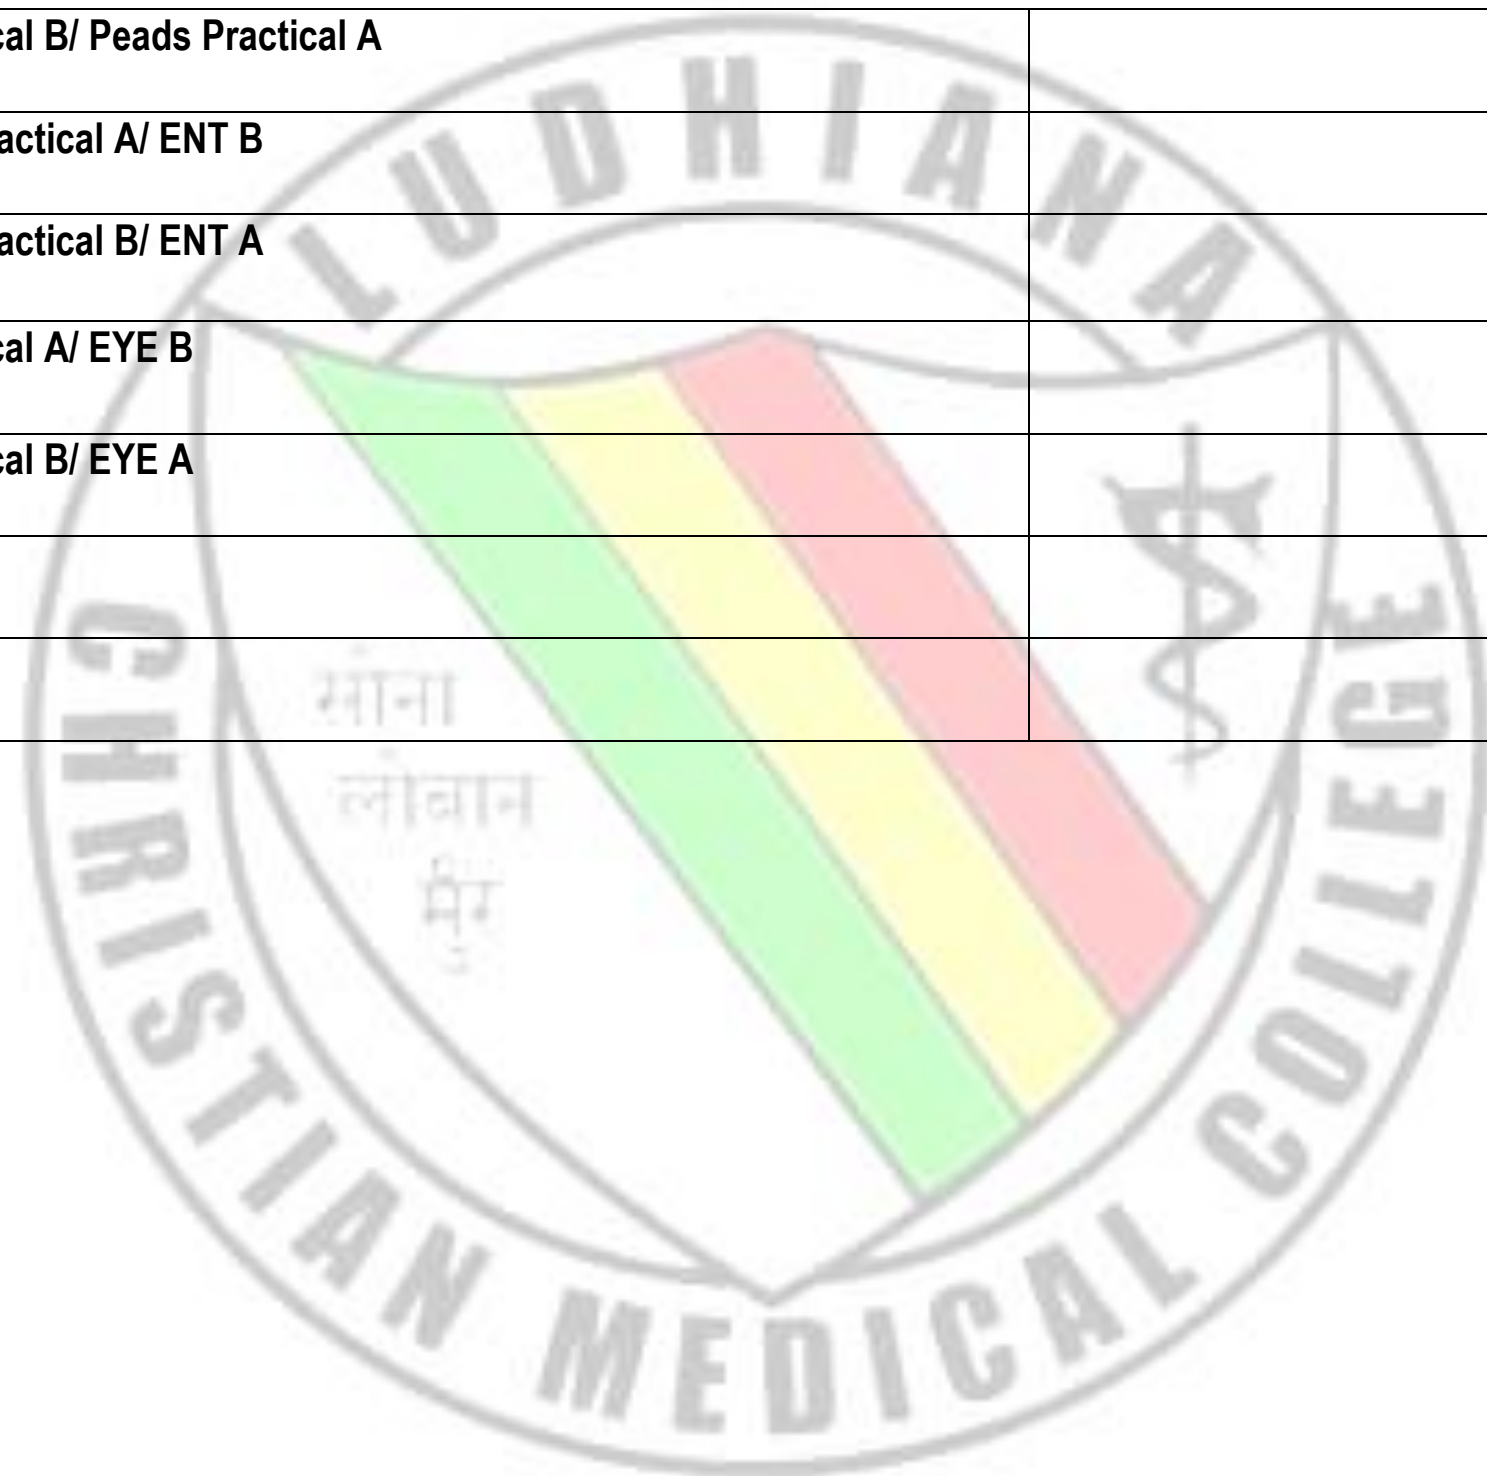 cal B/ Peads Practical A
actical A/ ENT B
actical B/ ENT A
cal A/ EYE B
cal B/ EYE A
LUDHIANA
CHRISTIAN MEDICAL COLLEGE
लोबान